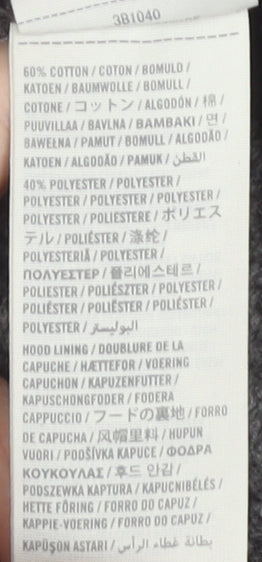 3B1040
60% COTTON / COTON / BOMULD /
KATOEN / BAUMWOLLE / BOMULL /
COTONE / コットン / ALGODÓN / 棉 /
PUUVILLAA / BAVLNA / BAMBAKI / 면 /
BAWEŁNA / PAMUT / BOMULL / ALGODÃO /
KATOEN / ALGODÃO / PAMUK / القطن
40% POLYESTER / POLYESTER /
POLYESTER / POLYESTER / POLYESTER /
POLYESTER / POLIESTERE / ポリエス
テル / POLIÉSTER / 涤纶 /
POLYESTERIÄ / POLYESTER /
ΠΟΛΥΕΣΤΕΡ / 폴리에스테르 /
POLIESTER / POLIÉSZTER / POLYESTER /
POLIÉSTER / POLIËSTER / POLIÉSTER /
POLYESTER / البوليستر
HOOD LINING / DOUBLURE DE LA
CAPUCHE / HÆTTEFOR / VOERING
CAPUCHON / KAPUZENFUTTER /
KAPUSCHONGFODER / FODERA
CAPPUCCIO / フードの裏地 / FORRO
DE CAPUCHA / 风帽里料 / HUPUN
VUORI / PODŠÍVKA KAPUCE / ΦΟΔΡΑ
ΚΟΥΚΟΥΛΑΣ / 후드 안감 /
PODSZEWKA KAPTURA / KAPUCNIBÉLÉS /
HETTE FÔRING / FORRO DO CAPUZ /
KAPPIE-VOERING / FORRO DO CAPUZ /
KAPÜŞON ASTARI / بطانة غطاء الرأس